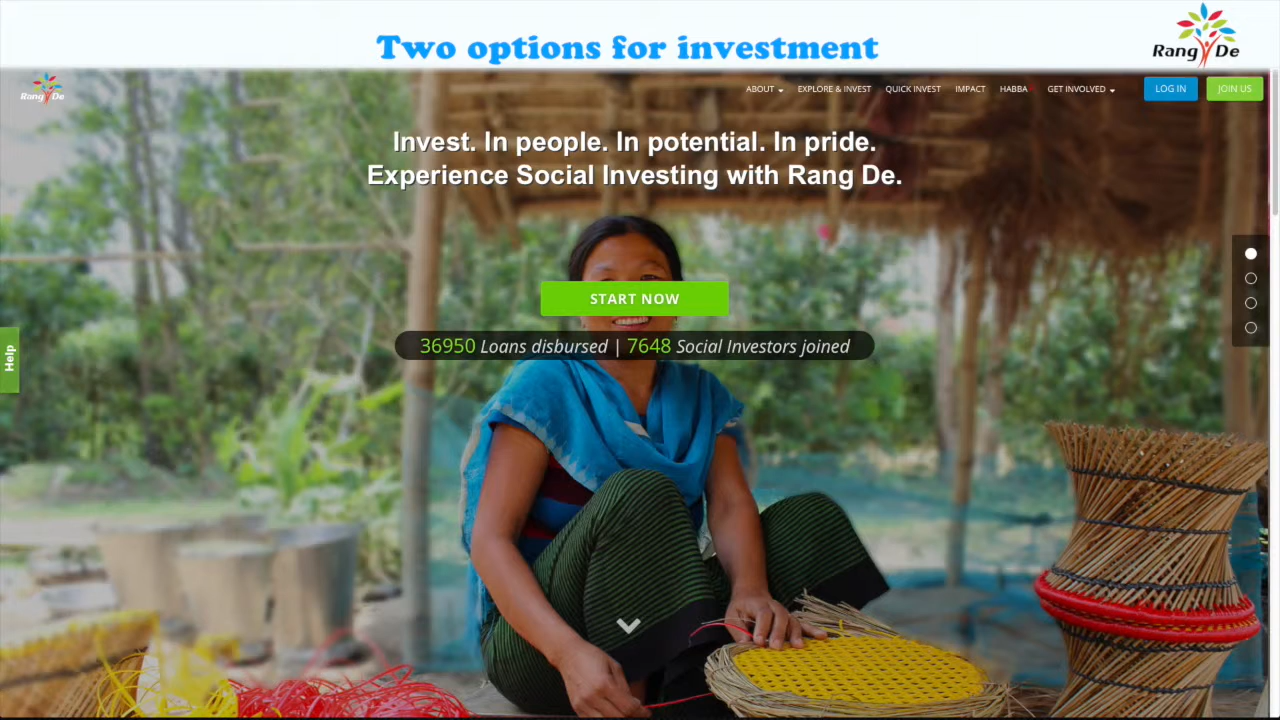 Two options for investment
Rang De
Rang De
ABOUT
EXPLORE & INVEST
QUICK INVEST
IMPACT
HABBA
GET INVOLVED
LOG IN
JOIN US
Invest. In people. In potential. In pride.
Experience Social Investing with Rang De.
START NOW
36950 Loans disbursed | 7648 Social Investors joined
Help